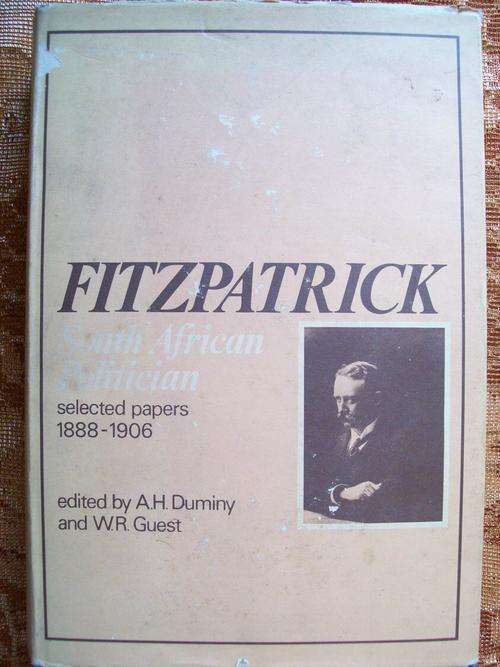 FITZPATRICK
South African
Politician
selected papers
1888-1906
edited by A.H. Duminy
and W.R. Guest